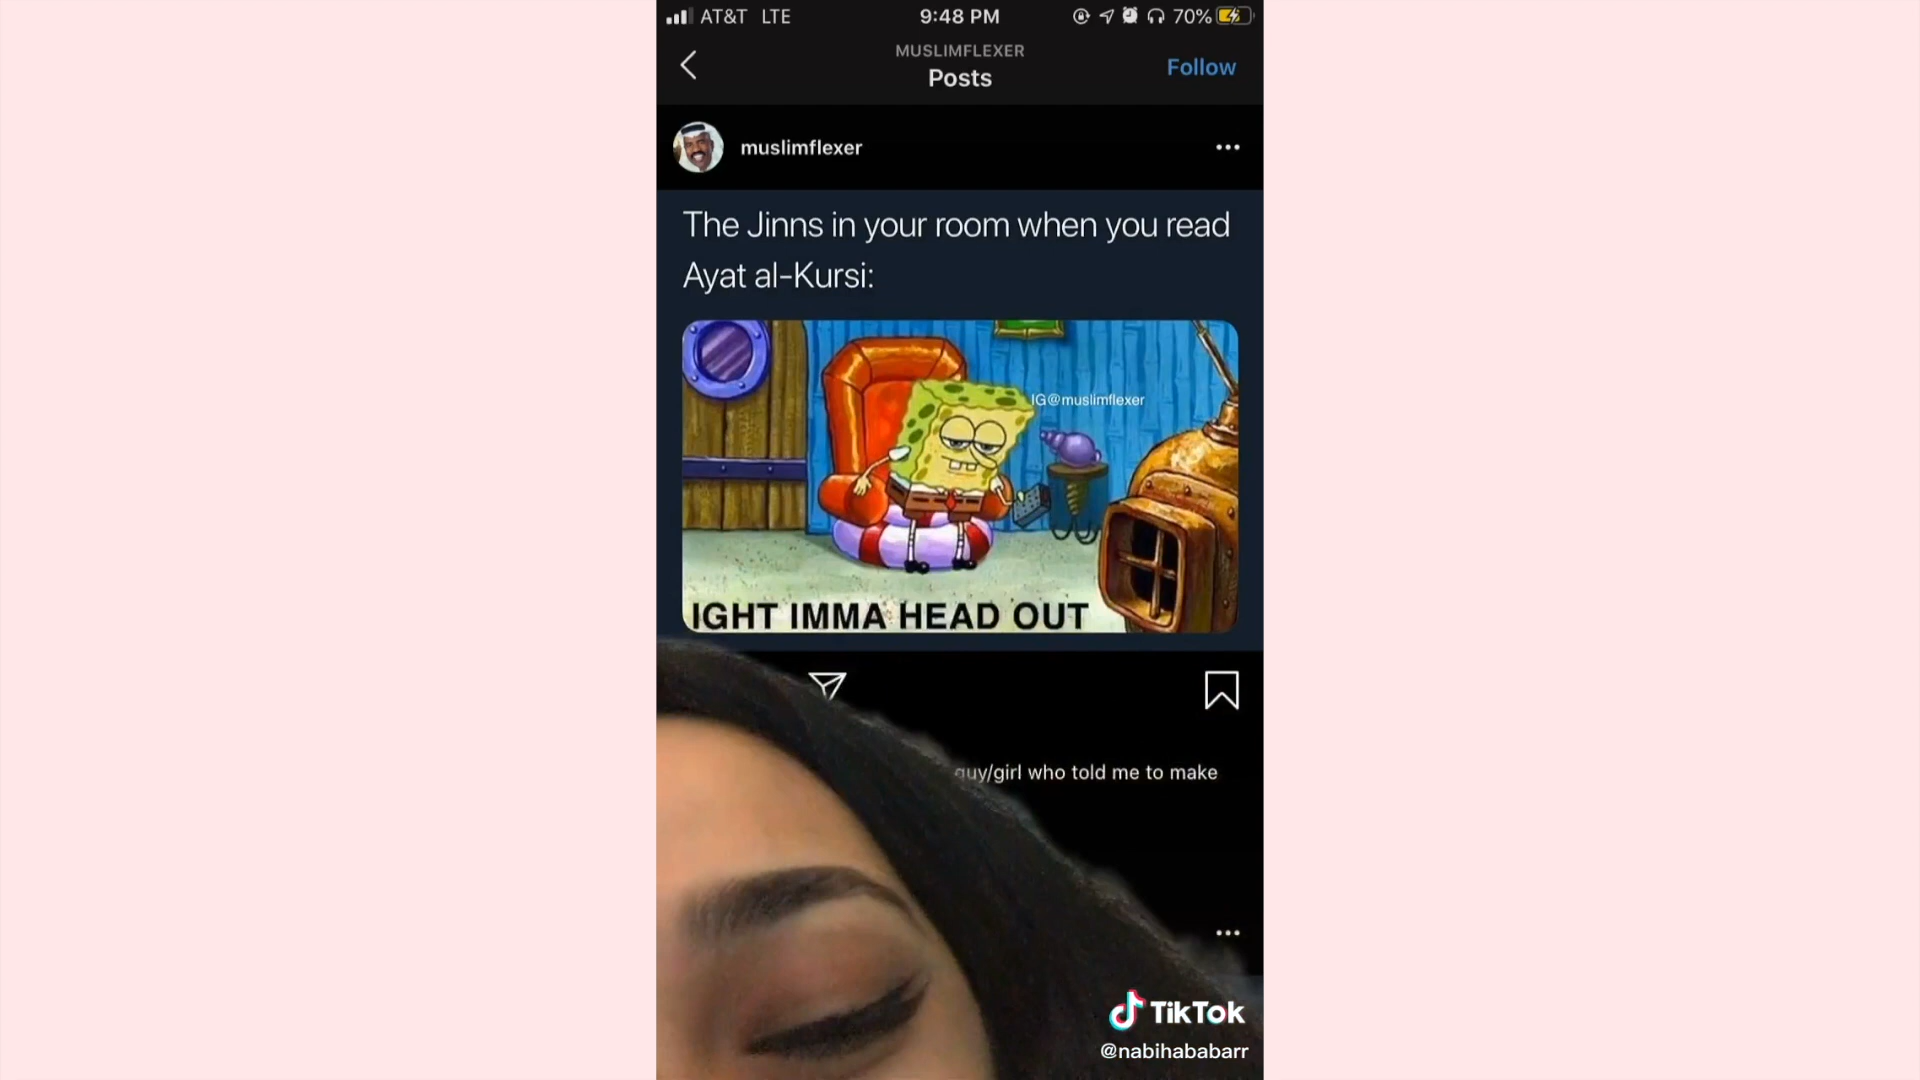 AT&T LTE 9:48 PM 70%
MUSLIMFLEXER
Posts
Follow
muslimflexer
The Jinns in your room when you read
Ayat al-Kursi:
IG@muslimflexer
IGHT IMMA HEAD OUT
guy/girl who told me to make
TikTok
@nabihababarr